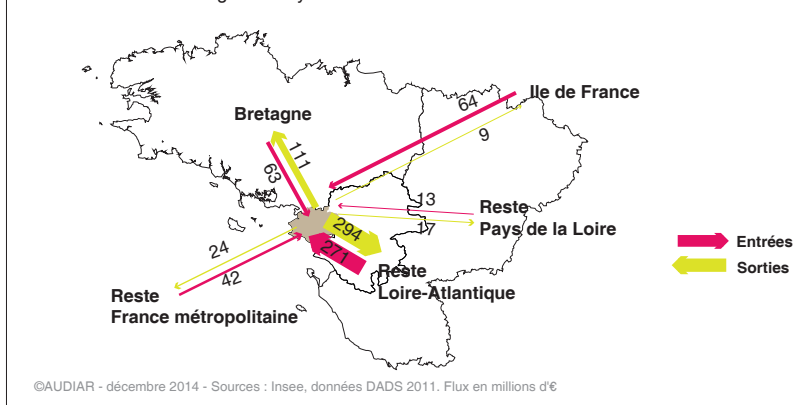 Ile de France
64
9
Bretagne
111
63
13
Reste
Pays de la Loire
17
294
271
Reste
Loire-Atlantique
24
42
Reste
France métropolitaine
Entrées
Sorties
©AUDIAR - décembre 2014 - Sources : Insee, données DADS 2011. Flux en millions d'€